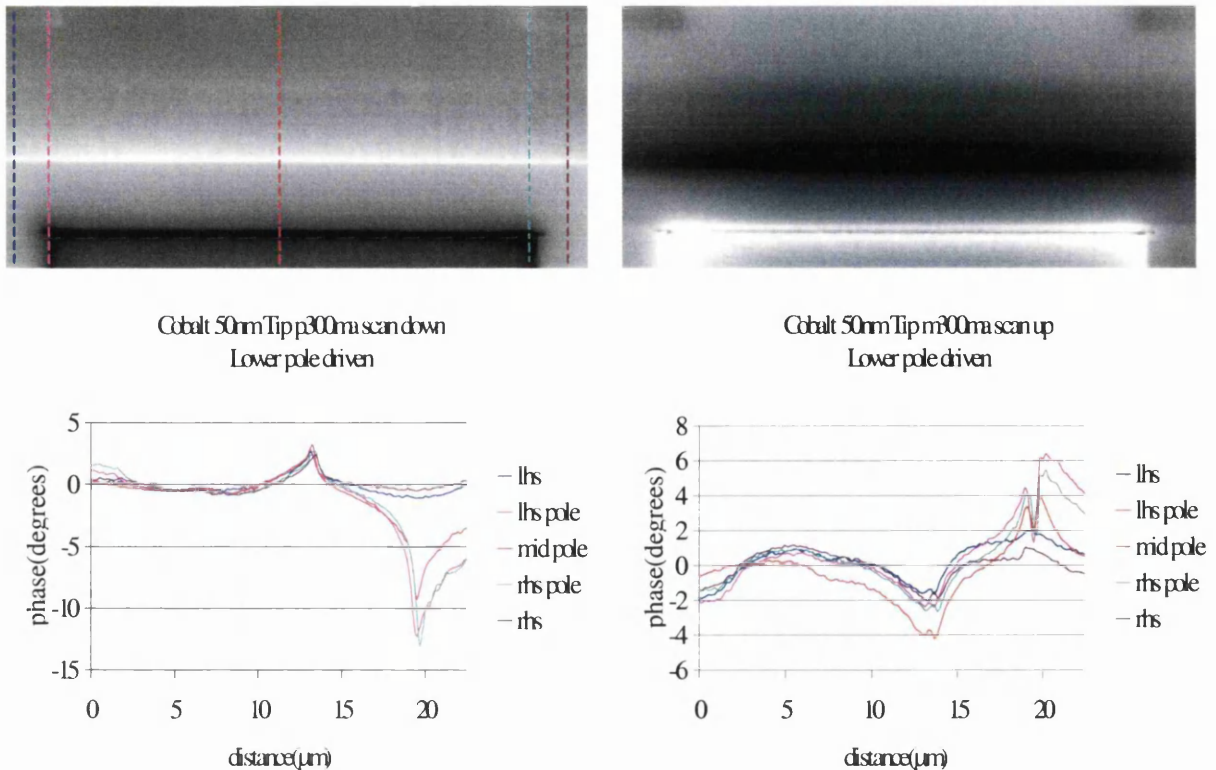 Cobalt 50nm Tip p300ma scan down
Lower pole driven
Cobalt 50nm Tip m300ma scan up
Lower pole driven
phase(degrees)
5
0
-5
-10
-15
0
5
10
15
20
distance(µm)
lhs
lhs pole
mid pole
rhs pole
rhs
phase(degrees)
8
6
4
2
0
-2
-4
-6
0
5
10
15
20
distance(µm)
lhs
lhs pole
mid pole
rhs pole
rhs